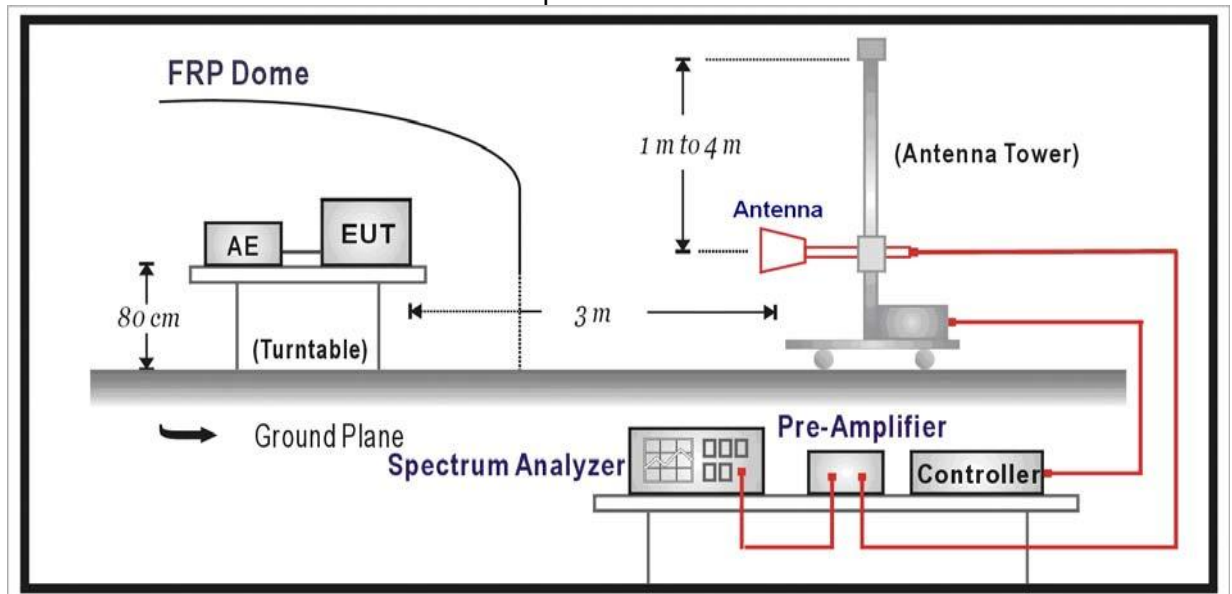 FRP Dome
1 m to 4 m
(Antenna Tower)
Antenna
AE
EUT
80 cm
3 m
(Turntable)
Ground Plane
Pre-Amplifier
Spectrum Analyzer
Controller